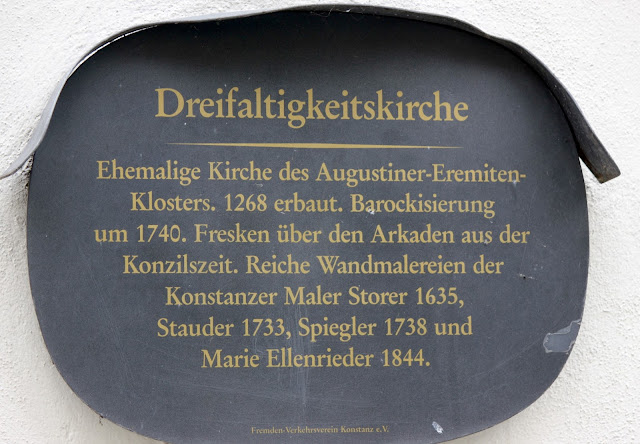 Dreifaltigkeitskirche
Ehemalige Kirche des Augustiner-Eremiten-
Klosters. 1268 erbaut. Barockisierung
um 1740. Fresken über den Arkaden aus der
Konzilszeit. Reiche Wandmalereien der
Konstanzer Maler Storer 1635,
Stauder 1733, Spiegler 1738 und
Marie Ellenrieder 1844.
Fremden-Verkehrsverein Konstanz e.V.